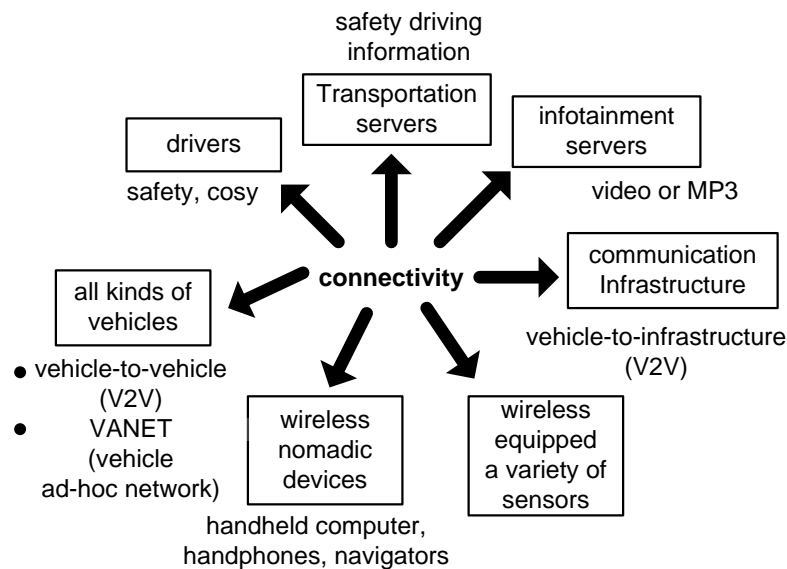 safety driving
information
Transportation
servers
drivers
safety, cosy
infotainment
servers
video or MP3
connectivity
communication
Infrastructure
vehicle-to-infrastructure
(V2V)
all kinds of
vehicles
● vehicle-to-vehicle
(V2V)
● VANET
(vehicle
ad-hoc network)
wireless
nomadic
devices
handheld computer,
handphones, navigators
wireless
equipped
a variety of
sensors